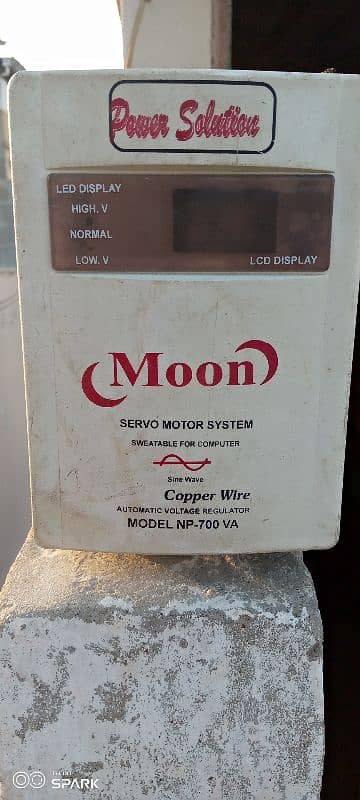 Power Solution
LED DISPLAY
HIGH. V
NORMAL
LOW. V
LCD DISPLAY
Moon
SERVO MOTOR SYSTEM
SWEATABLE FOR COMPUTER
Sine Wave
Copper Wire
AUTOMATIC VOLTAGE REGULATOR
MODEL NP-700 VA
SPARK